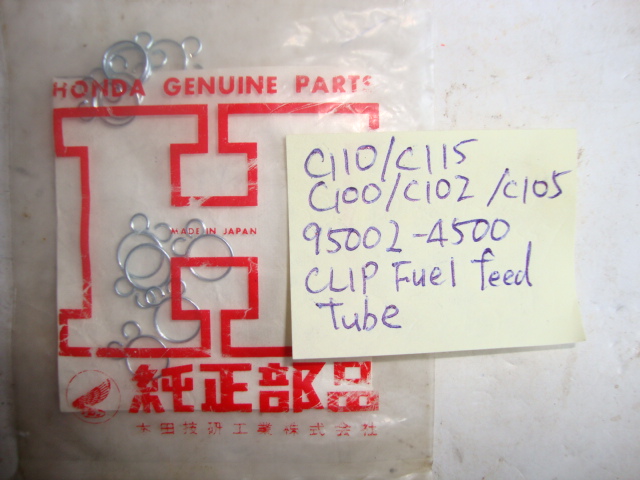 HONDA GENUINE PARTS
MADE IN JAPAN
純正部品
本田技研工業株式会社
C110/C115
C100/C102/C105
95002-4500
CLIP Fuel feed
Tube